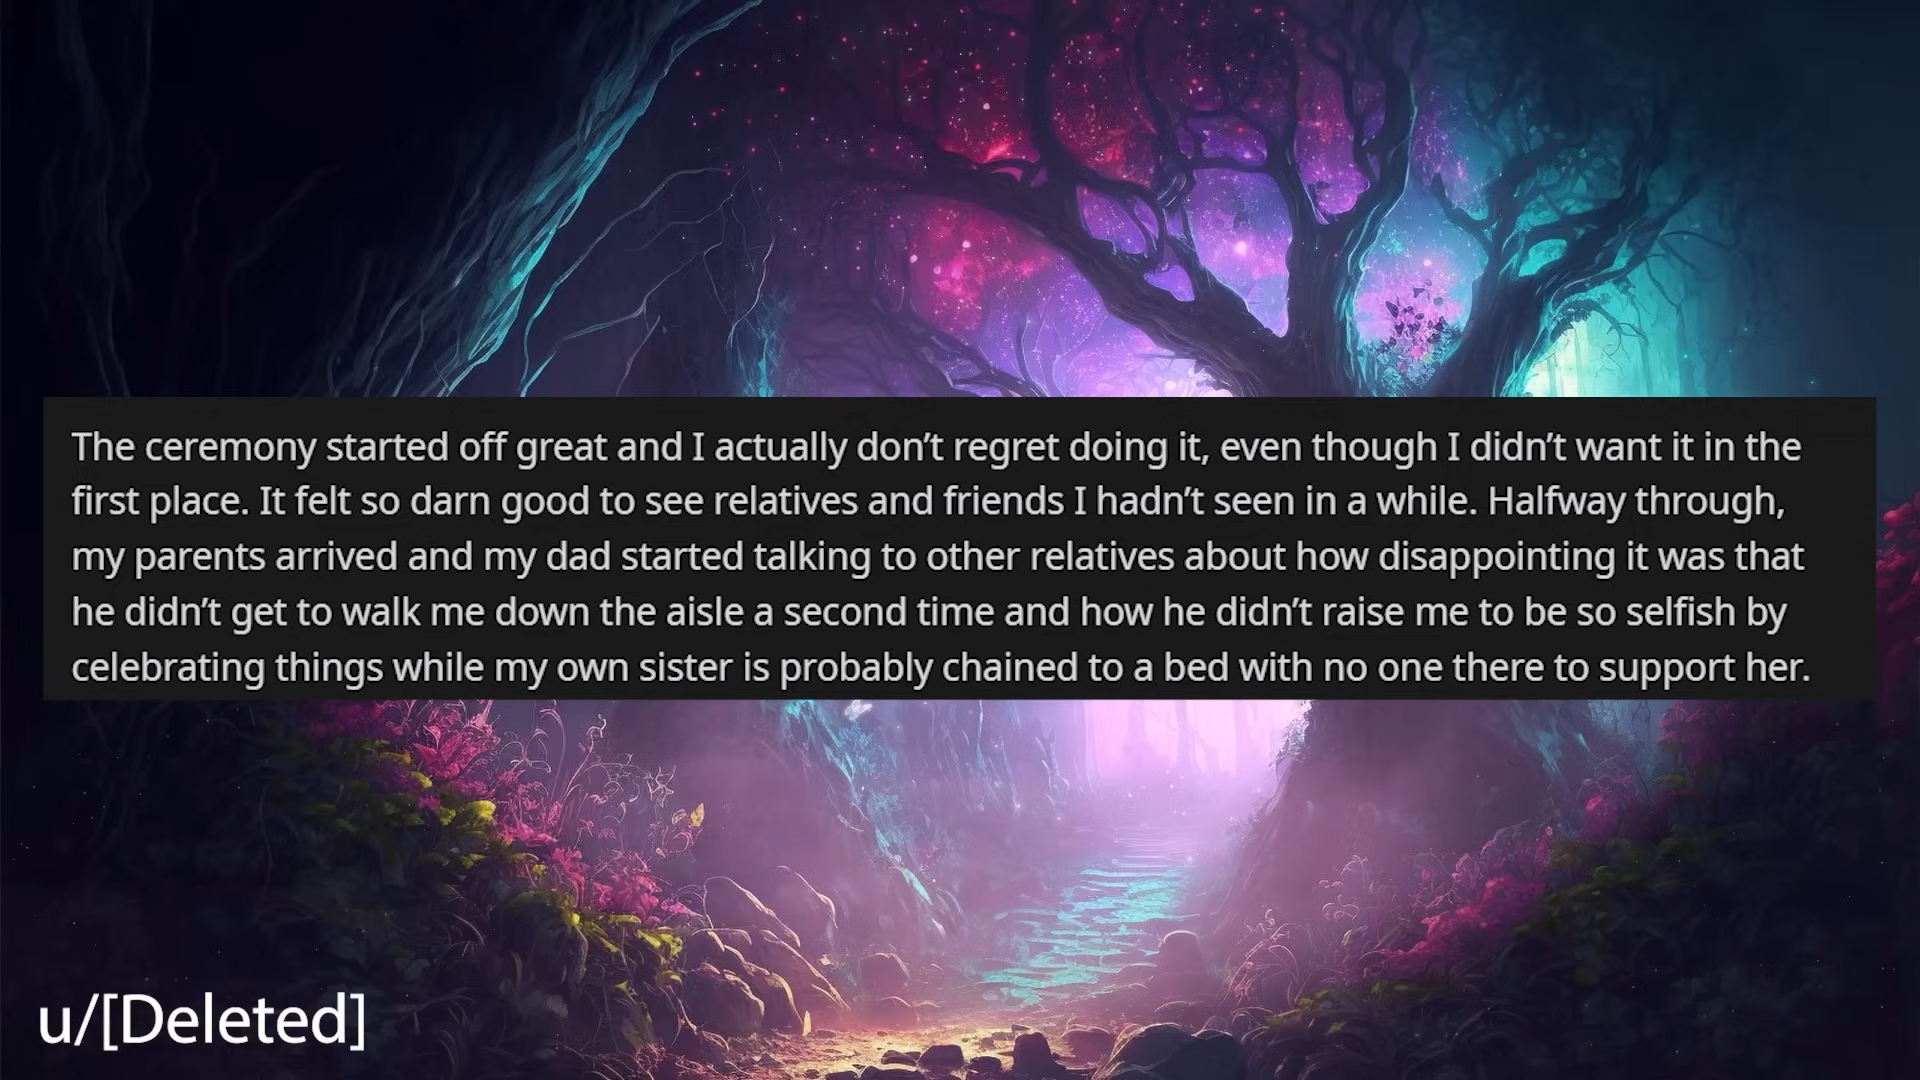 The ceremony started off great and I actually don’t regret doing it, even though I didn’t want it in the
first place. It felt so darn good to see relatives and friends I hadn’t seen in a while. Halfway through,
my parents arrived and my dad started talking to other relatives about how disappointing it was that
he didn’t get to walk me down the aisle a second time and how he didn’t raise me to be so selfish by
celebrating things while my own sister is probably chained to a bed with no one there to support her.
u/[Deleted]